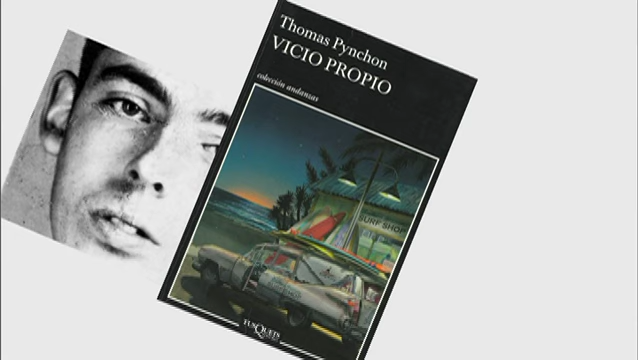 Thomas Pynchon
VICIO PROPIO
colección andanzas
SURF SHOP
TUSQUETS